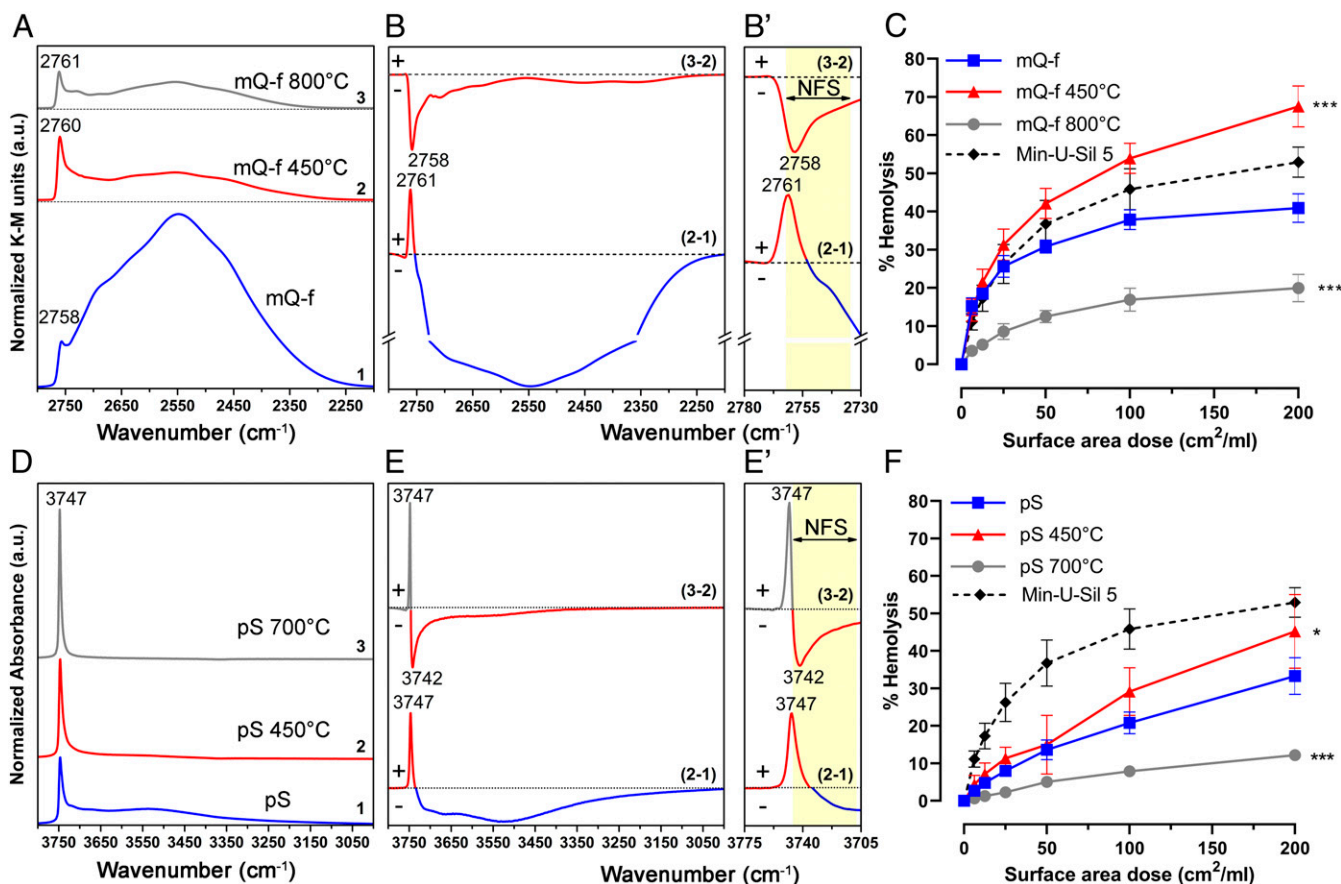 A
Normalized K-M units (a.u.)
2761
mQ-f 800°C
3
2760
mQ-f 450°C
2
2758
mQ-f
1
2750 2650 2550 2450 2350 2250
Wavenumber (cm-1)
B
+
-
(3-2)
2758
2761
+
-
(2-1)
2750 2650 2550 2450 2350 2250
Wavenumber (cm-1)
B'
+
-
(3-2)
NFS
2758
2761
+
-
(2-1)
2780 2755 2730
C
% Hemolysis
80
70
60
50
40
30
20
10
0
mQ-f
mQ-f 450°C
mQ-f 800°C
Min-U-Sil 5
***
***
0 50 100 150 200
Surface area dose (cm2/ml)
D
Normalized Absorbance (a.u.)
3747
pS 700°C
3
pS 450°C
2
pS
1
3750 3650 3550 3450 3350 3250 3150 3050
Wavenumber (cm-1)
E
3747
+
-
(3-2)
3742
3747
+
-
(2-1)
3750 3650 3550 3450 3350 3250 3150 3050
Wavenumber (cm-1)
E'
3747
NFS
+
-
(3-2)
3742
3747
+
-
(2-1)
3775 3740 3705
F
% Hemolysis
80
70
60
50
40
30
20
10
0
pS
pS 450°C
pS 700°C
Min-U-Sil 5
*
***
0 50 100 150 200
Surface area dose (cm2/ml)